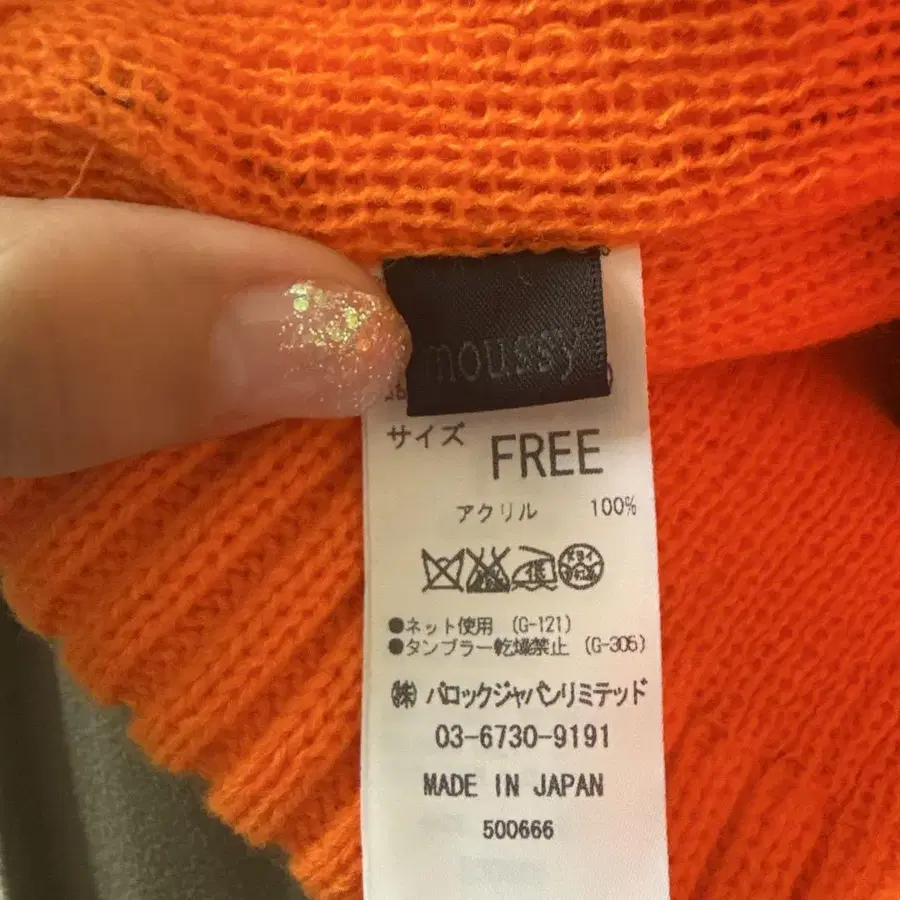 moussy
サイズ FREE
アクリル 100%
低
●ネット使用 (G-121)
●タンブラー乾燥禁止 (G-305)
㈱ バロックジャパンリミテッド
03-6730-9191
MADE IN JAPAN
500666